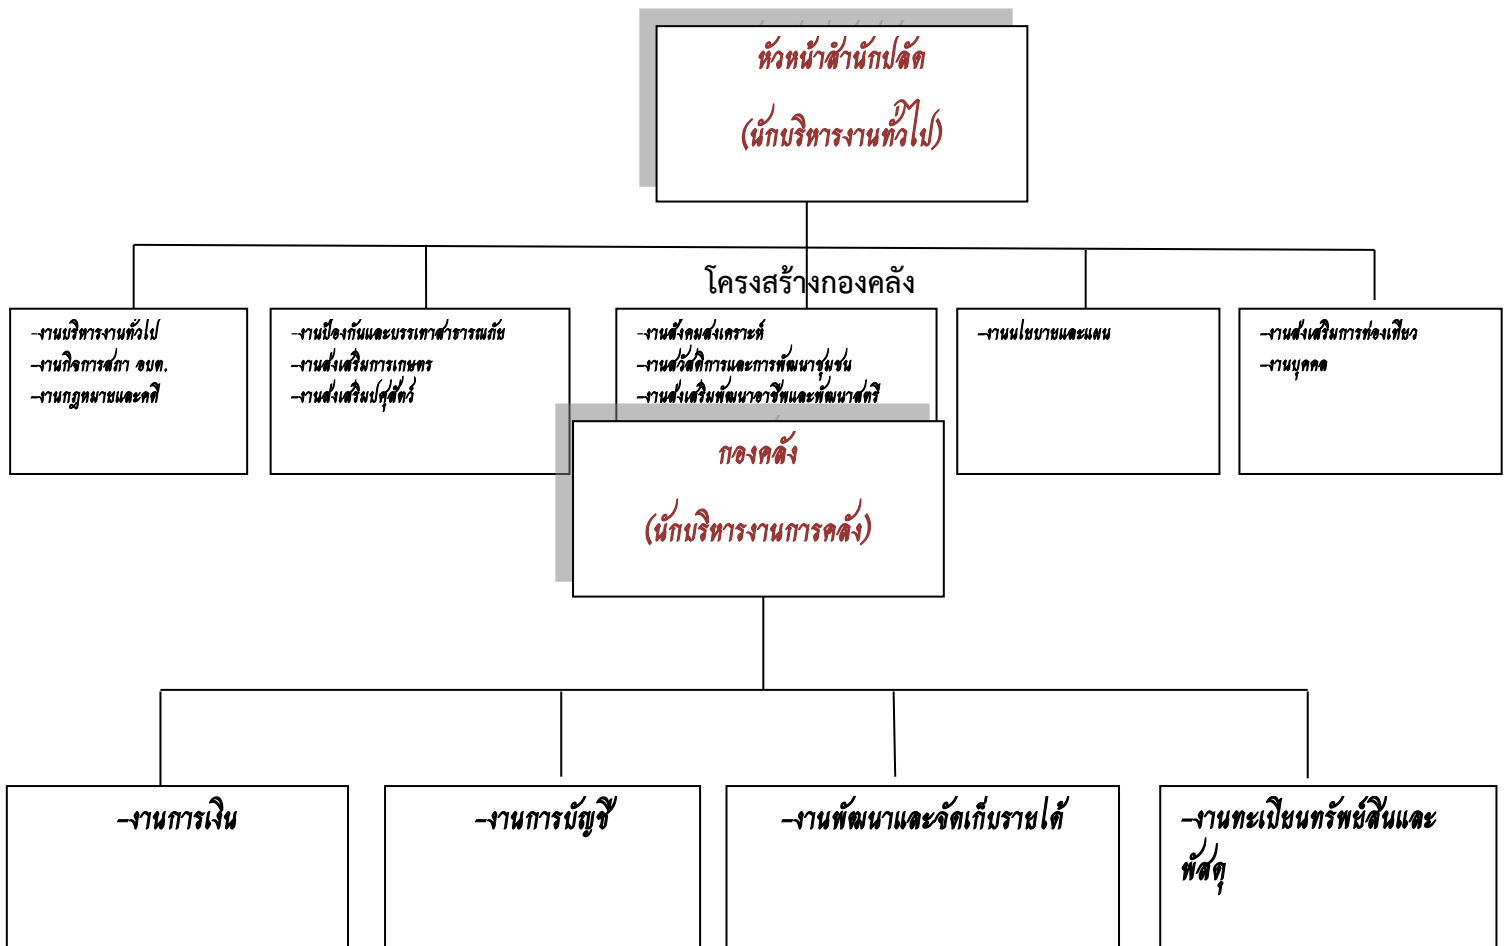 หัวหน้าสำนักปลัด
(นักบริหารงานทั่วไป)
โครงสร้างกองคลัง
-งานบริหารงานทั่วไป
-งานกิจการสภา อบต.
-งานกฎหมายและคดี
-งานป้องกันและบรรเทาสาธารณภัย
-งานส่งเสริมการเกษตร
-งานส่งเสริมปศุสัตว์
-งานสังคมสงเคราะห์
-งานสวัสดิการและการพัฒนาชุมชน
-งานส่งเสริมพัฒนาอาชีพและพัฒนาสตรี
-งานนโยบายและแผน
-งานส่งเสริมการท่องเที่ยว
-งานบุคคล
กองคลัง
(นักบริหารงานการคลัง)
-งานการเงิน
-งานการบัญชี
-งานพัฒนาและจัดเก็บรายได้
-งานทะเบียนทรัพย์สินและ
พัสดุ